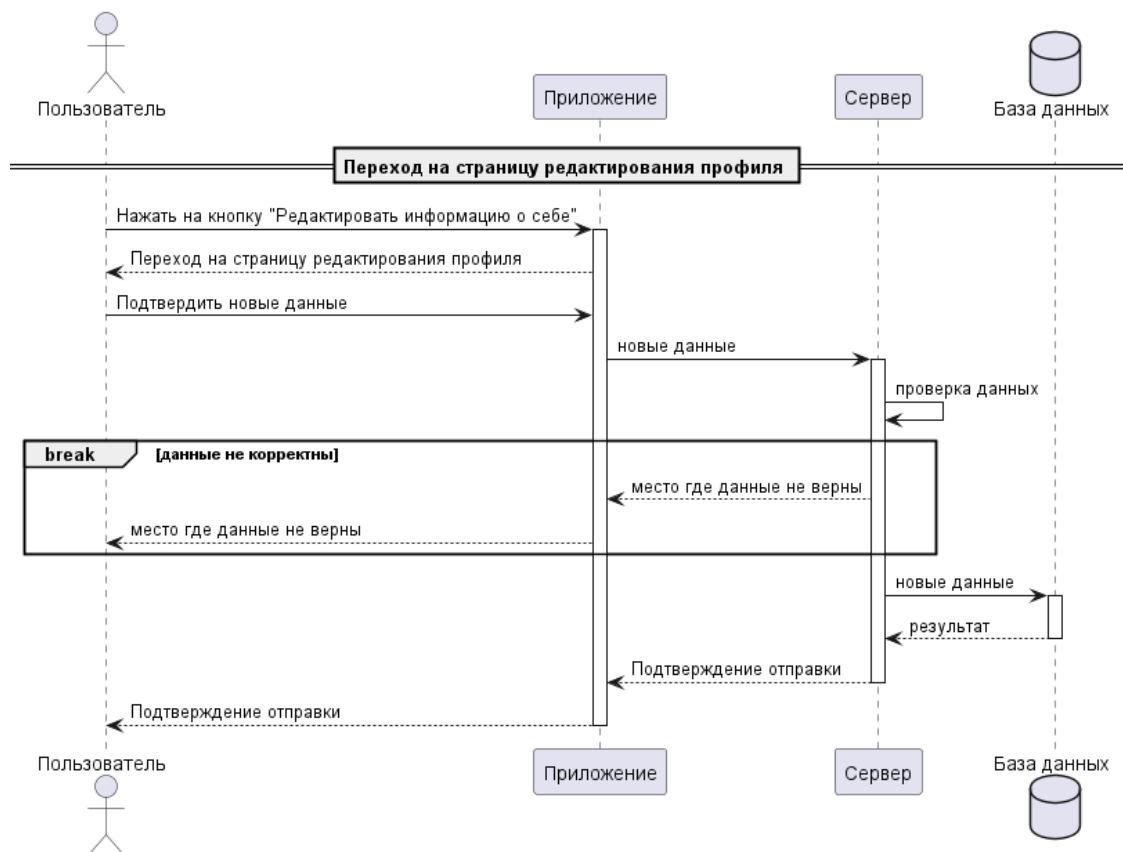 Пользователь
Приложение
Сервер
База данных
Переход на страницу редактирования профиля
Нажать на кнопку "Редактировать информацию о себе"
Переход на страницу редактирования профиля
Подтвердить новые данные
новые данные
проверка данных
break
[данные не корректны]
место где данные не верны
место где данные не верны
новые данные
результат
Подтверждение отправки
Подтверждение отправки
Пользователь
Приложение
Сервер
База данных